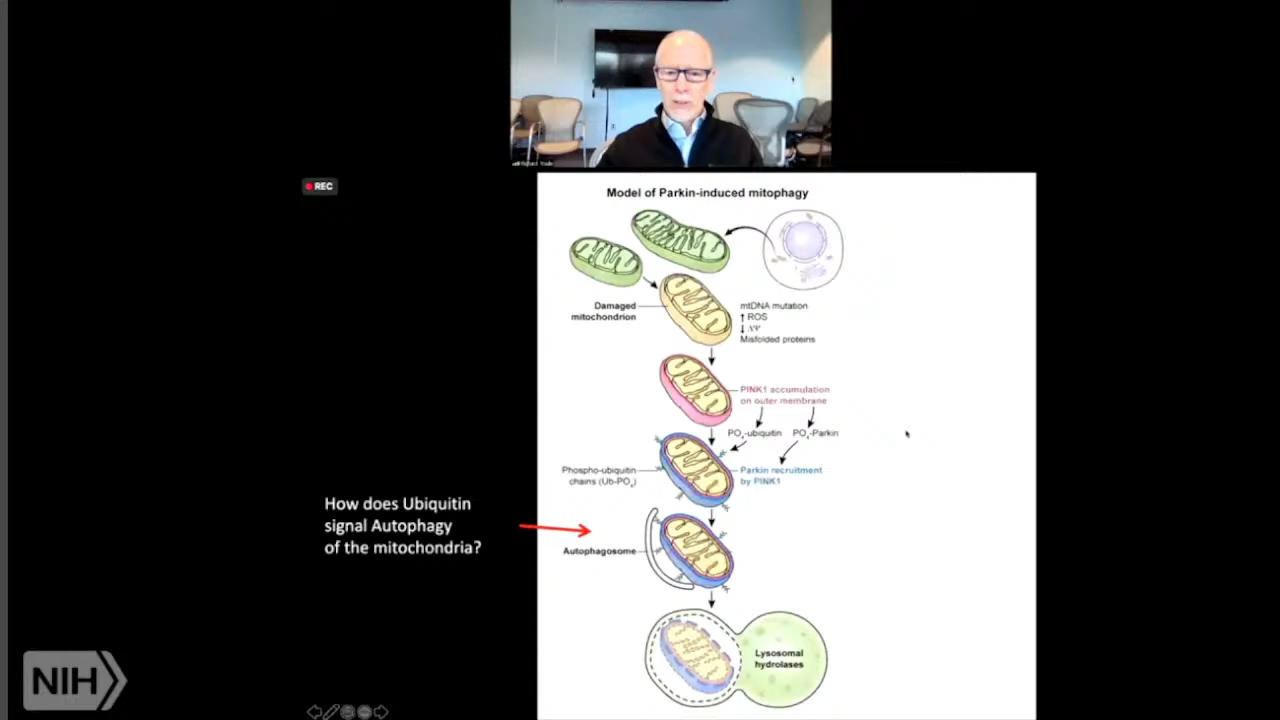 REC
Model of Parkin-induced mitophagy
Damaged
mitochondrion
mtDNA mutation
↑ ROS
↓ ΔΨ
Misfolded proteins
PINK1 accumulation
on outer membrane
PO₄-ubiquitin
PO₄-Parkin
Phospho-ubiquitin
chains (Ub-PO₄)
Parkin recruitment
by PINK1
How does Ubiquitin
signal Autophagy
of the mitochondria?
Autophagosome
Lysosomal
hydrolases
NIH